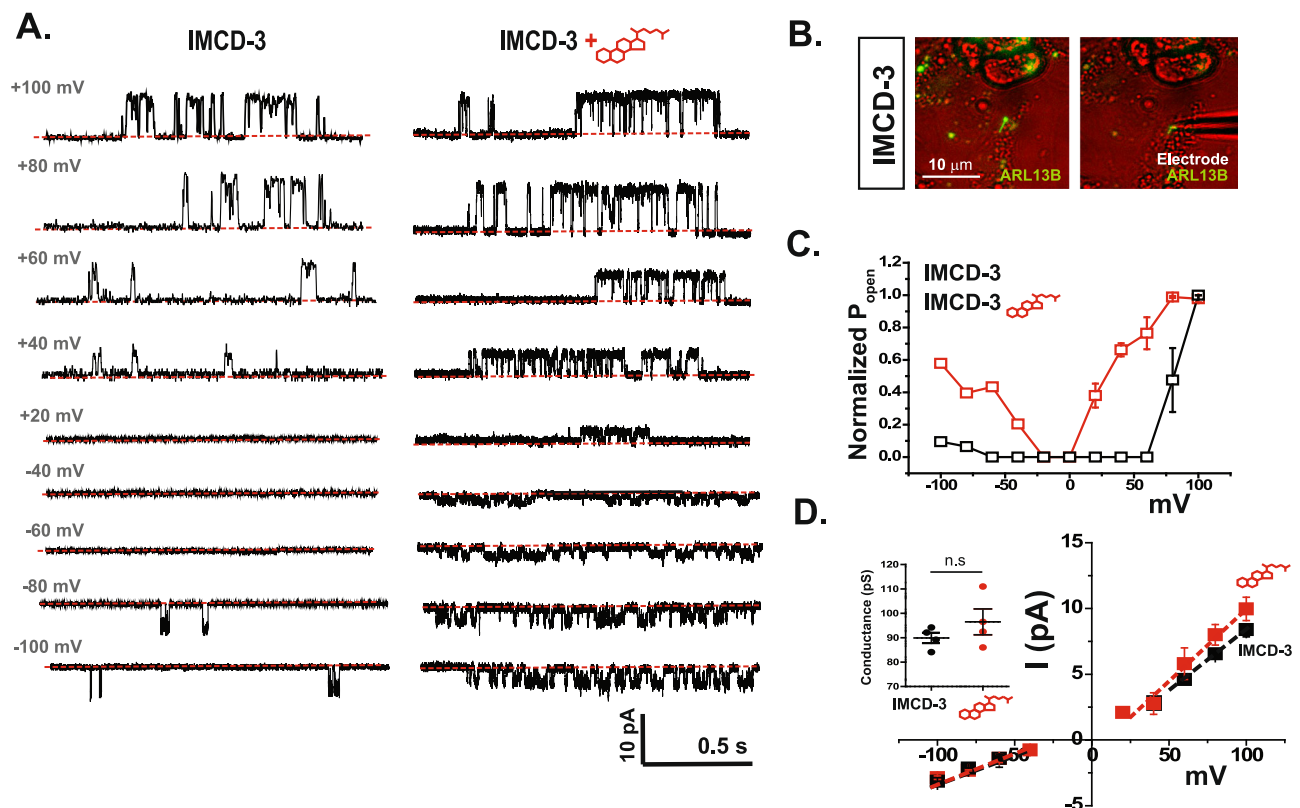 A.
IMCD-3
IMCD-3 +
+100 mV
+80 mV
+60 mV
+40 mV
+20 mV
-40 mV
-60 mV
-80 mV
-100 mV
10 pA
0.5 s
B.
IMCD-3
10 μm
ARL13B
Electrode
ARL13B
C.
IMCD-3
IMCD-3
Normalized Popen
1.2
1.0
0.8
0.6
0.4
0.2
0.0
-100
-50
0
50
100
mV
D.
n.s
Conductance (pS)
120
110
100
90
80
70
IMCD-3
I (pA)
15
10
5
0
-5
IMCD-3
-100
-50
0
50
100
mV